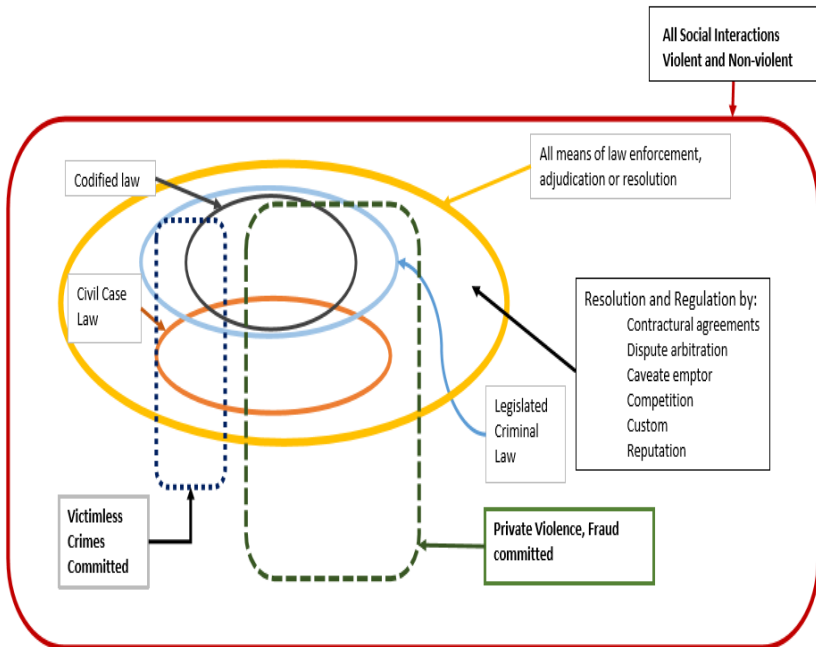 All Social Interactions
Violent and Non-violent
Codified law
All means of law enforcement,
adjudication or resolution
Civil Case
Law
Resolution and Regulation by:
Contractural agreements
Dispute arbitration
Caveate emptor
Competition
Custom
Reputation
Legislated
Criminal
Law
Victimless
Crimes
Committed
Private Violence, Fraud
committed